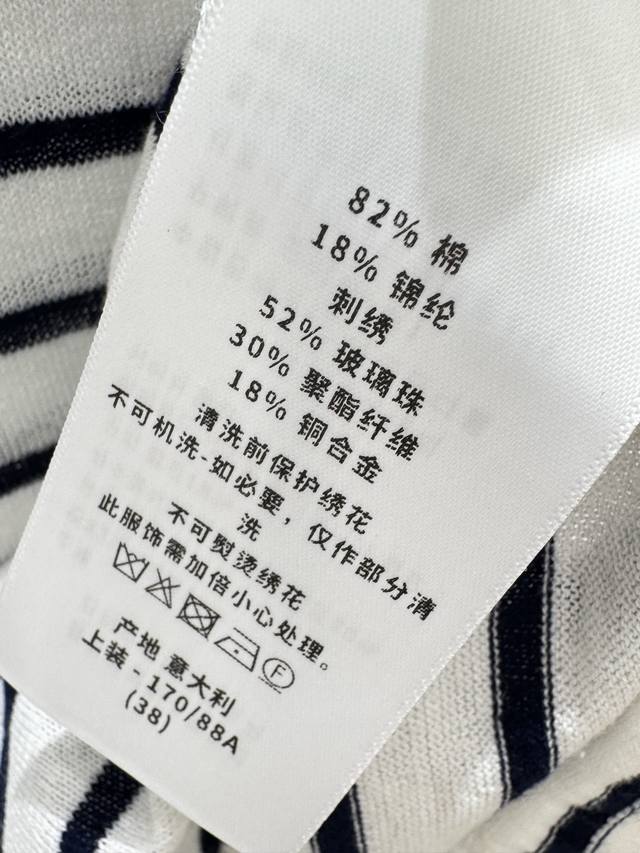 82% 棉
18% 锦纶
刺绣
52% 玻璃珠
30% 聚酯纤维
18% 铜合金
清洗前保护绣花
不可机洗-如必要，仅作部分清
洗
不可熨烫绣花
此服饰需加倍小心处理。
F
产地 意大利
上装-170/88A
(38)